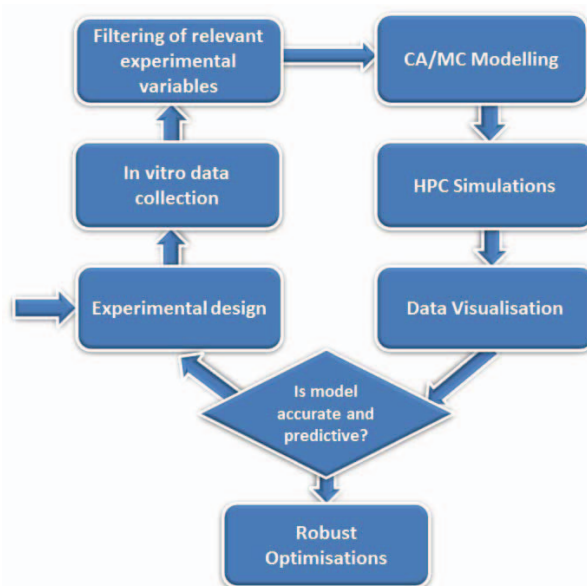 Filtering of relevant
experimental
variables
CA/MC Modelling
In vitro data
collection
HPC Simulations
Experimental design
Data Visualisation
Is model
accurate and
predictive?
Robust
Optimisations